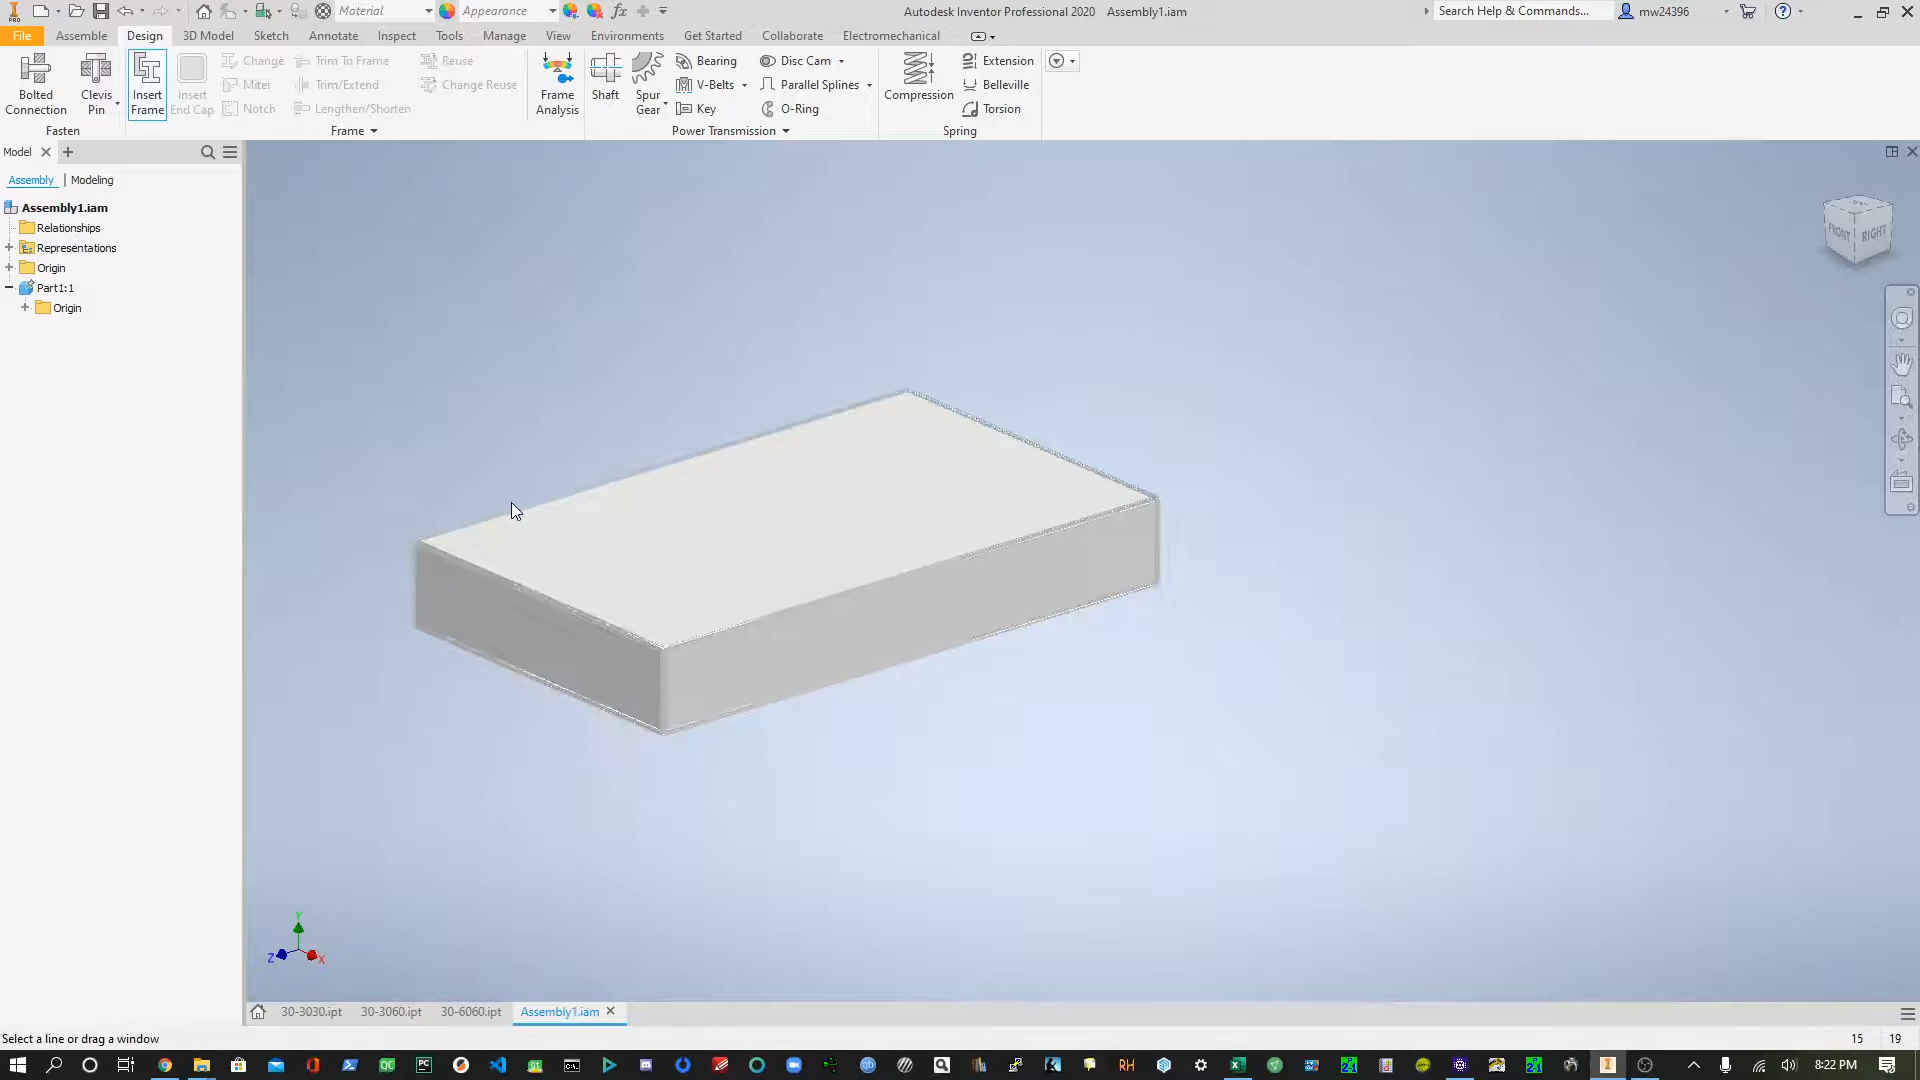 Material
Appearance
Autodesk Inventor Professional 2020 Assembly1.iam
Search Help & Commands...
mw24396
File Assemble Design 3D Model Sketch Annotate Inspect Tools Manage View Environments Get Started Collaborate Electromechanical
Bolted Connection
Clevis Pin
Fasten
Insert Frame
Insert End Cap
Change
Miter
Notch
Trim To Frame
Trim/Extend
Lengthen/Shorten
Reuse
Change Reuse
Frame
Frame Analysis
Shaft
Spur Gear
Bearing
V-Belts
Key
Disc Cam
Parallel Splines
O-Ring
Power Transmission
Compression
Extension
Belleville
Torsion
Spring
Model
Assembly | Modeling
Assembly1.iam
Relationships
Representations
Origin
Part1:1
Origin
FRONT
RIGHT
Y
Z
X
30-3030.ipt 30-3060.ipt 30-6060.ipt Assembly1.iam
Select a line or drag a window
15 19
8:22 PM